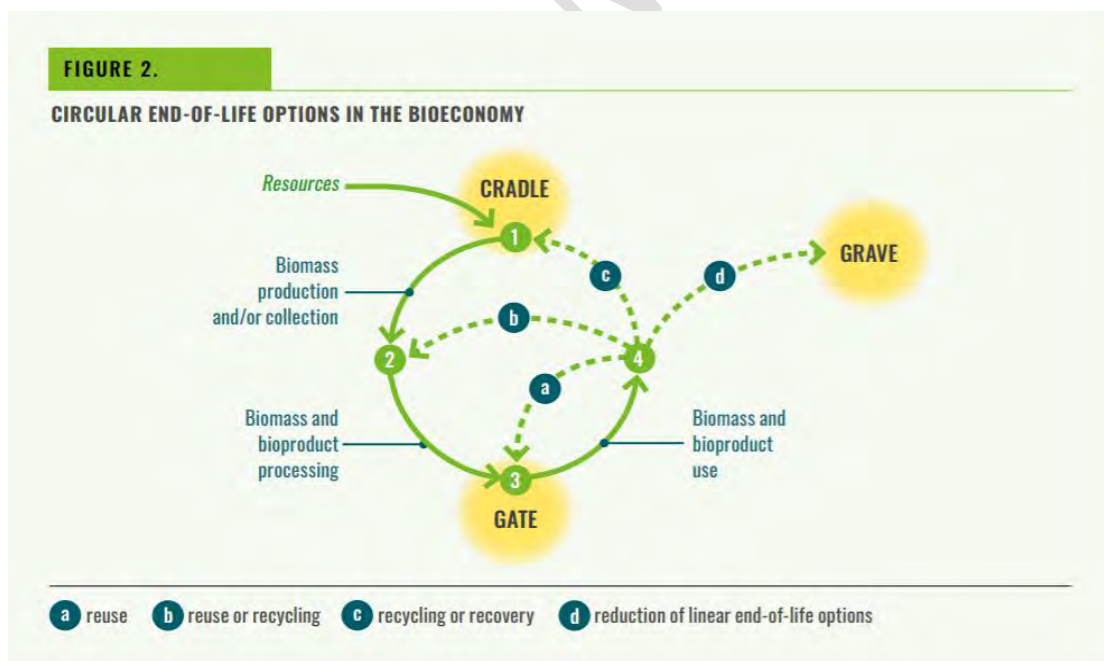 FIGURE 2.
CIRCULAR END-OF-LIFE OPTIONS IN THE BIOECONOMY
Resources
CRADLE
1
GRAVE
c
d
Biomass
production
and/or collection
b
2
4
a
Biomass and
bioproduct
processing
Biomass and
bioproduct
use
3
GATE
a reuse b reuse or recycling c recycling or recovery d reduction of linear end-of-life options